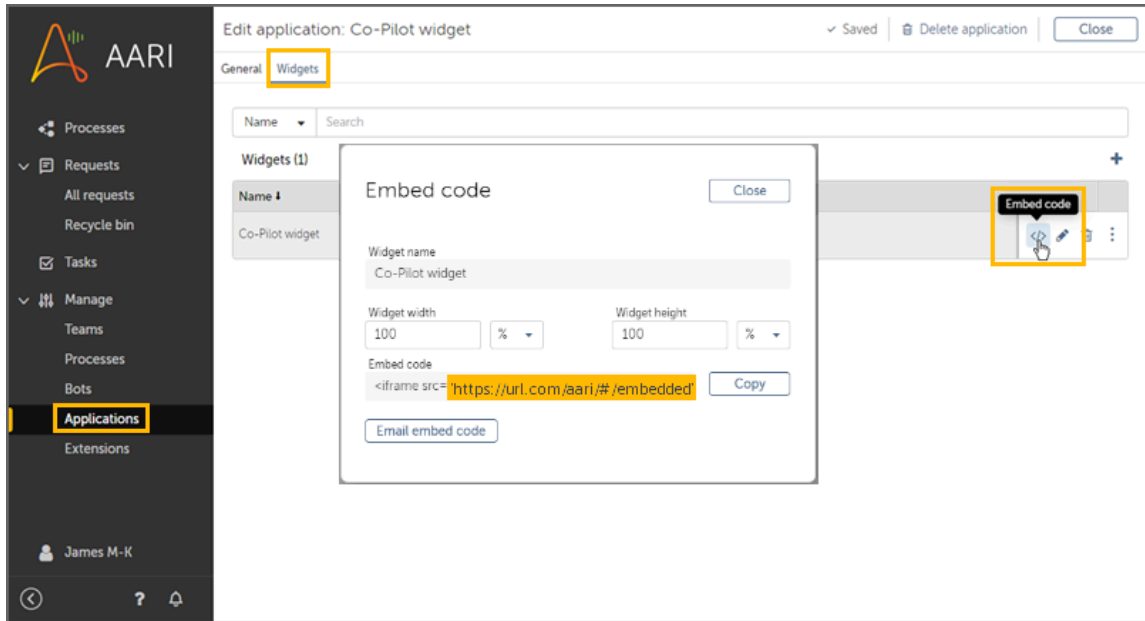 AARI
Processes
Requests
All requests
Recycle bin
Tasks
Manage
Teams
Processes
Bots
Applications
Extensions
James M-K
?
Edit application: Co-Pilot widget
Saved
Delete application
Close
General
Widgets
Name
Search
Widgets (1)
Name
Co-Pilot widget
Embed code
</>
Embed code
Close
Widget name
Co-Pilot widget
Widget width
Widget height
100
%
100
%
Embed code
<iframe src= 'https://url.com/aari/#/embedded'
Copy
Email embed code